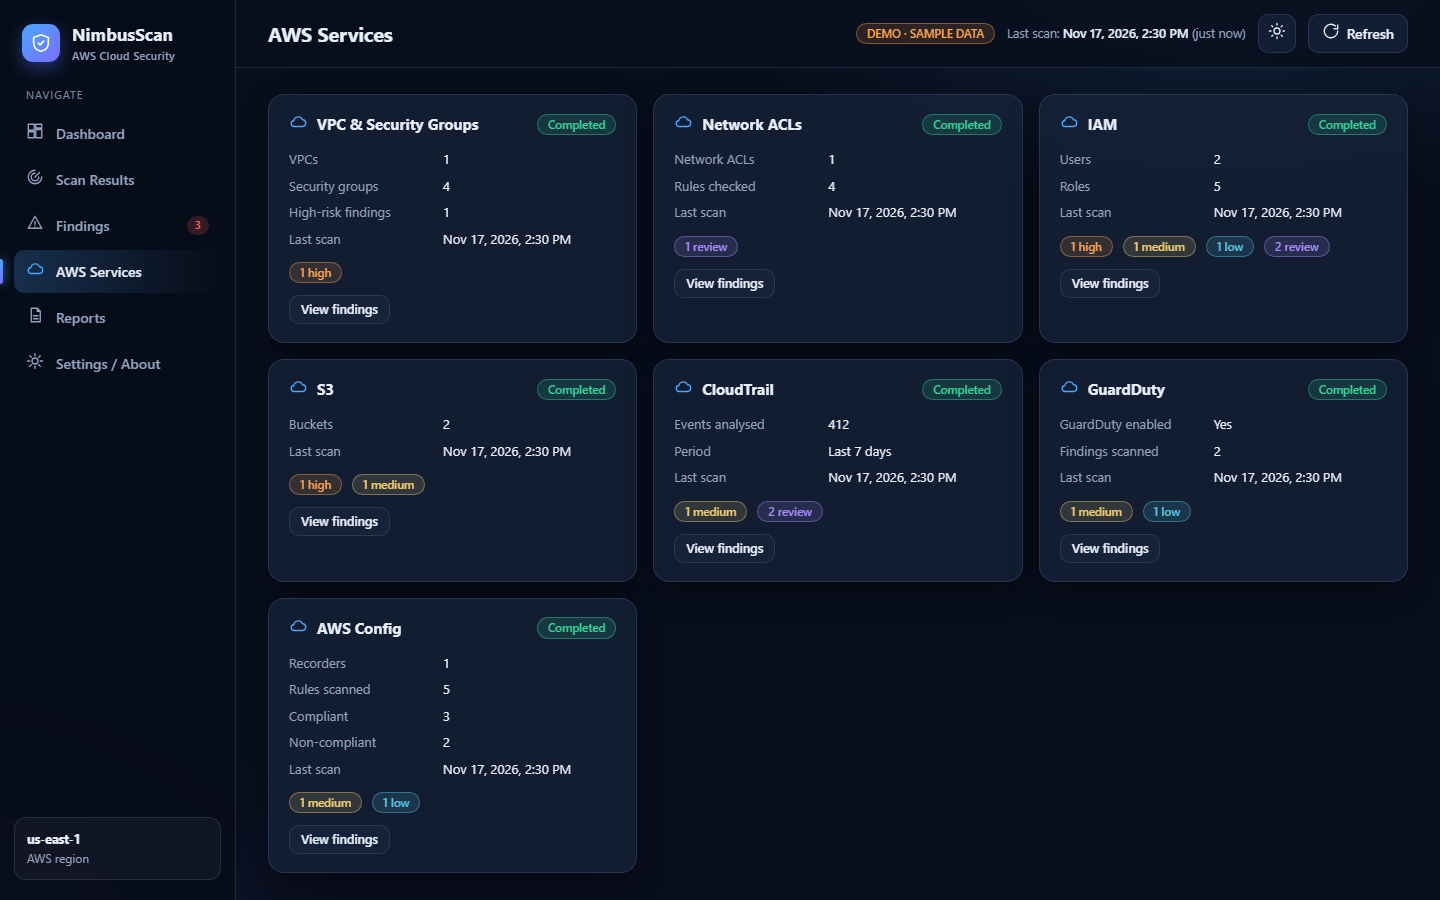 NimbusScan
AWS Cloud Security
NAVIGATE
Dashboard
Scan Results
Findings 3
AWS Services
Reports
Settings / About
us-east-1
AWS region
AWS Services
DEMO · SAMPLE DATA
Last scan: Nov 17, 2026, 2:30 PM (just now)
Refresh
VPC & Security Groups Completed
VPCs 1
Security groups 4
High-risk findings 1
Last scan Nov 17, 2026, 2:30 PM
1 high
View findings
Network ACLs Completed
Network ACLs 1
Rules checked 4
Last scan Nov 17, 2026, 2:30 PM
1 review
View findings
IAM Completed
Users 2
Roles 5
Last scan Nov 17, 2026, 2:30 PM
1 high 1 medium 1 low 2 review
View findings
S3 Completed
Buckets 2
Last scan Nov 17, 2026, 2:30 PM
1 high 1 medium
View findings
CloudTrail Completed
Events analysed 412
Period Last 7 days
Last scan Nov 17, 2026, 2:30 PM
1 medium 2 review
View findings
GuardDuty Completed
GuardDuty enabled Yes
Findings scanned 2
Last scan Nov 17, 2026, 2:30 PM
1 medium 1 low
View findings
AWS Config Completed
Recorders 1
Rules scanned 5
Compliant 3
Non-compliant 2
Last scan Nov 17, 2026, 2:30 PM
1 medium 1 low
View findings